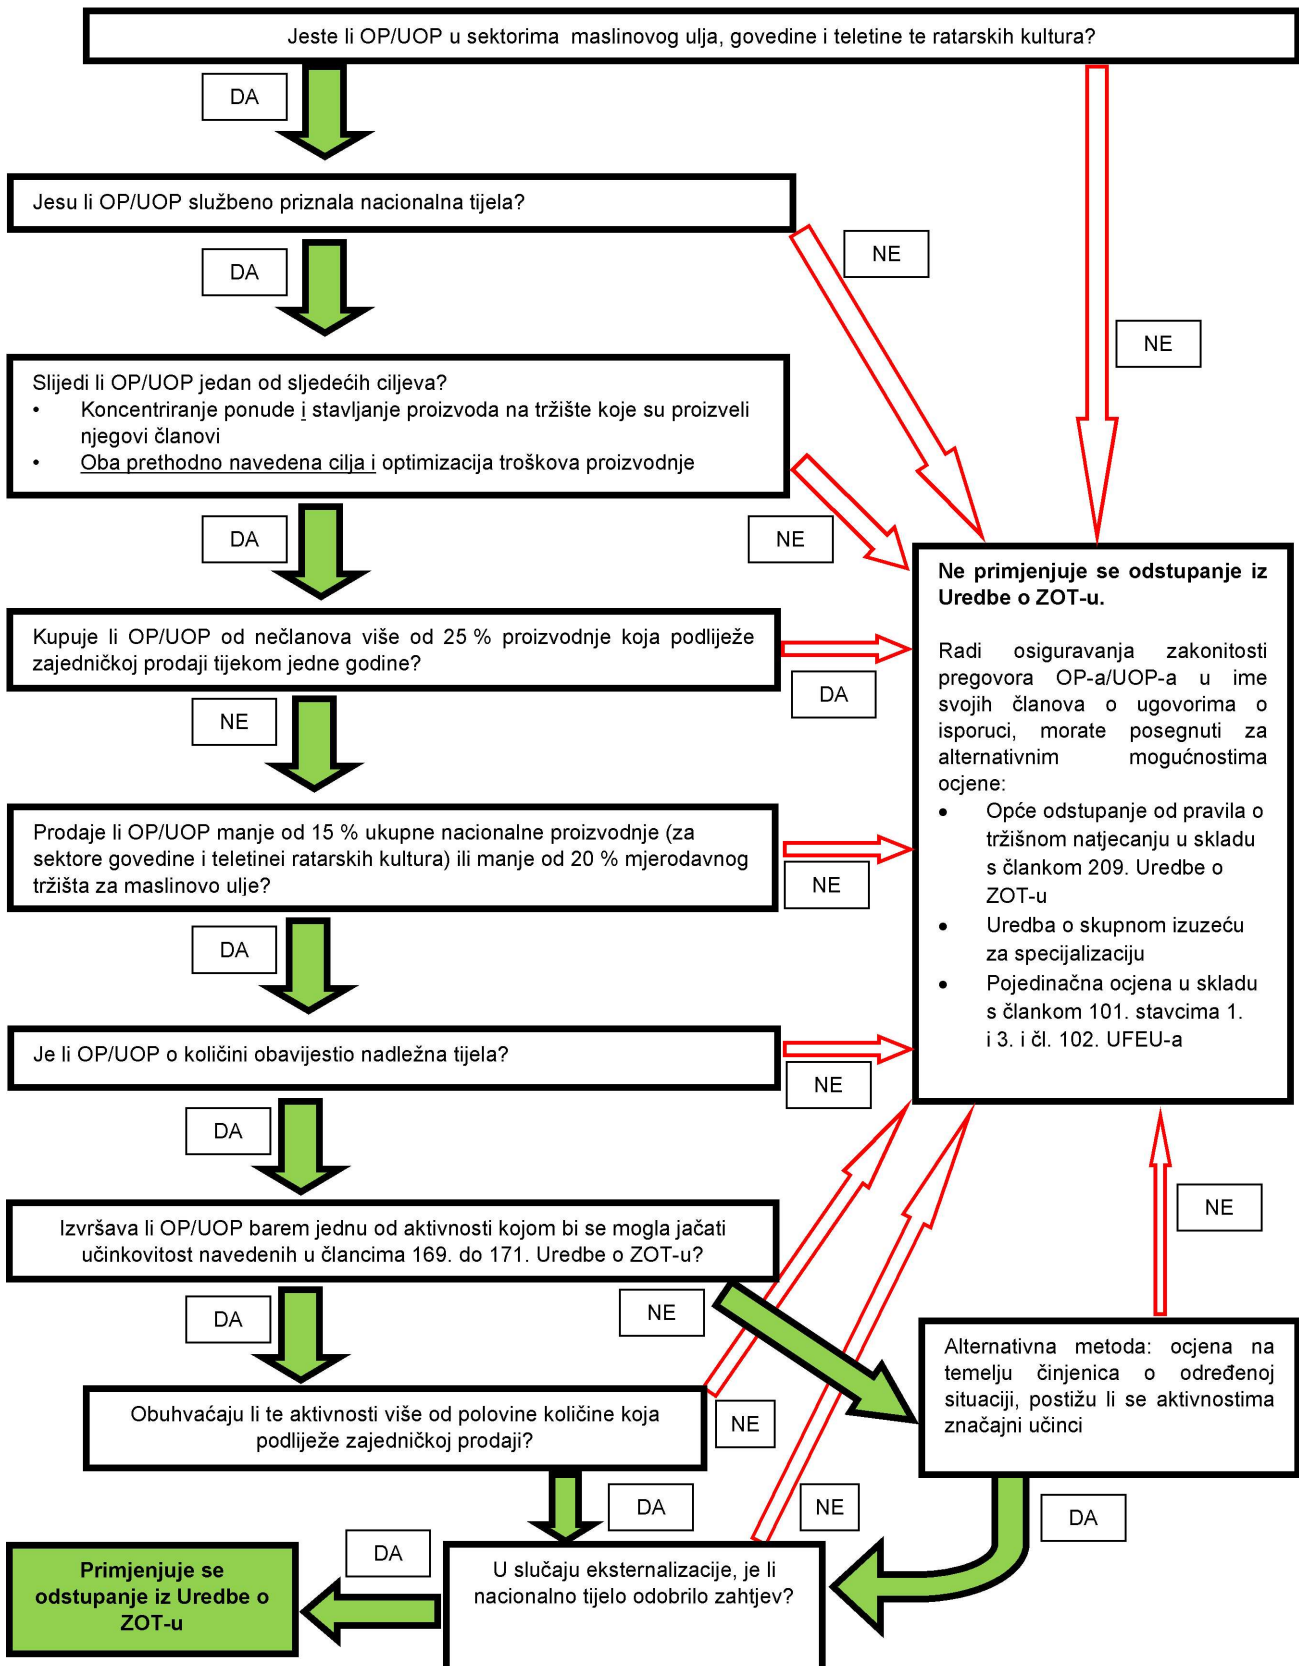 Jeste li OP/UOP u sektorima maslinovog ulja, govedine i teletine te ratarskih kultura?
DA
Jesu li OP/UOP službeno priznala nacionalna tijela?
NE
DA
NE
Slijedi li OP/UOP jedan od sljedećih ciljeva?
• Koncentriranje ponude i stavljanje proizvoda na tržište koje su proizveli
njegovi članovi
• Oba prethodno navedena cilja i optimizacija troškova proizvodnje
DA
NE
Ne primjenjuje se odstupanje iz
Uredbe o ZOT-u.
Radi osiguravanja zakonitosti
pregovora OP-a/UOP-a u ime
svojih članova o ugovorima o
isporuci, morate posegnuti za
alternativnim mogućnostima
ocjene:
• Opće odstupanje od pravila o
tržišnom natjecanju u skladu
s člankom 209. Uredbe o
ZOT-u
• Uredba o skupnom izuzeću
za specijalizaciju
• Pojedinačna ocjena u skladu
s člankom 101. stavcima 1.
i 3. i čl. 102. UFEU-a
Kupuje li OP/UOP od nečlanova više od 25 % proizvodnje koja podliježe
zajedničkoj prodaji tijekom jedne godine?
DA
NE
Prodaje li OP/UOP manje od 15 % ukupne nacionalne proizvodnje (za
sektore govedine i teletinei ratarskih kultura) ili manje od 20 % mjerodavnog
tržišta za maslinovo ulje?
NE
DA
Je li OP/UOP o količini obavijestio nadležna tijela?
NE
DA
Izvršava li OP/UOP barem jednu od aktivnosti kojom bi se mogla jačati
učinkovitost navedenih u člancima 169. do 171. Uredbe o ZOT-u?
NE
DA
NE
Alternativna metoda: ocjena na
temelju činjenica o određenoj
situaciji, postižu li se aktivnostima
značajni učinci
Obuhvaćaju li te aktivnosti više od polovine količine koja
podliježe zajedničkoj prodaji?
NE
DA
NE
DA
DA
U slučaju eksternalizacije, je li
nacionalno tijelo odobrilo zahtjev?
Primjenjuje se
odstupanje iz Uredbe o
ZOT-u